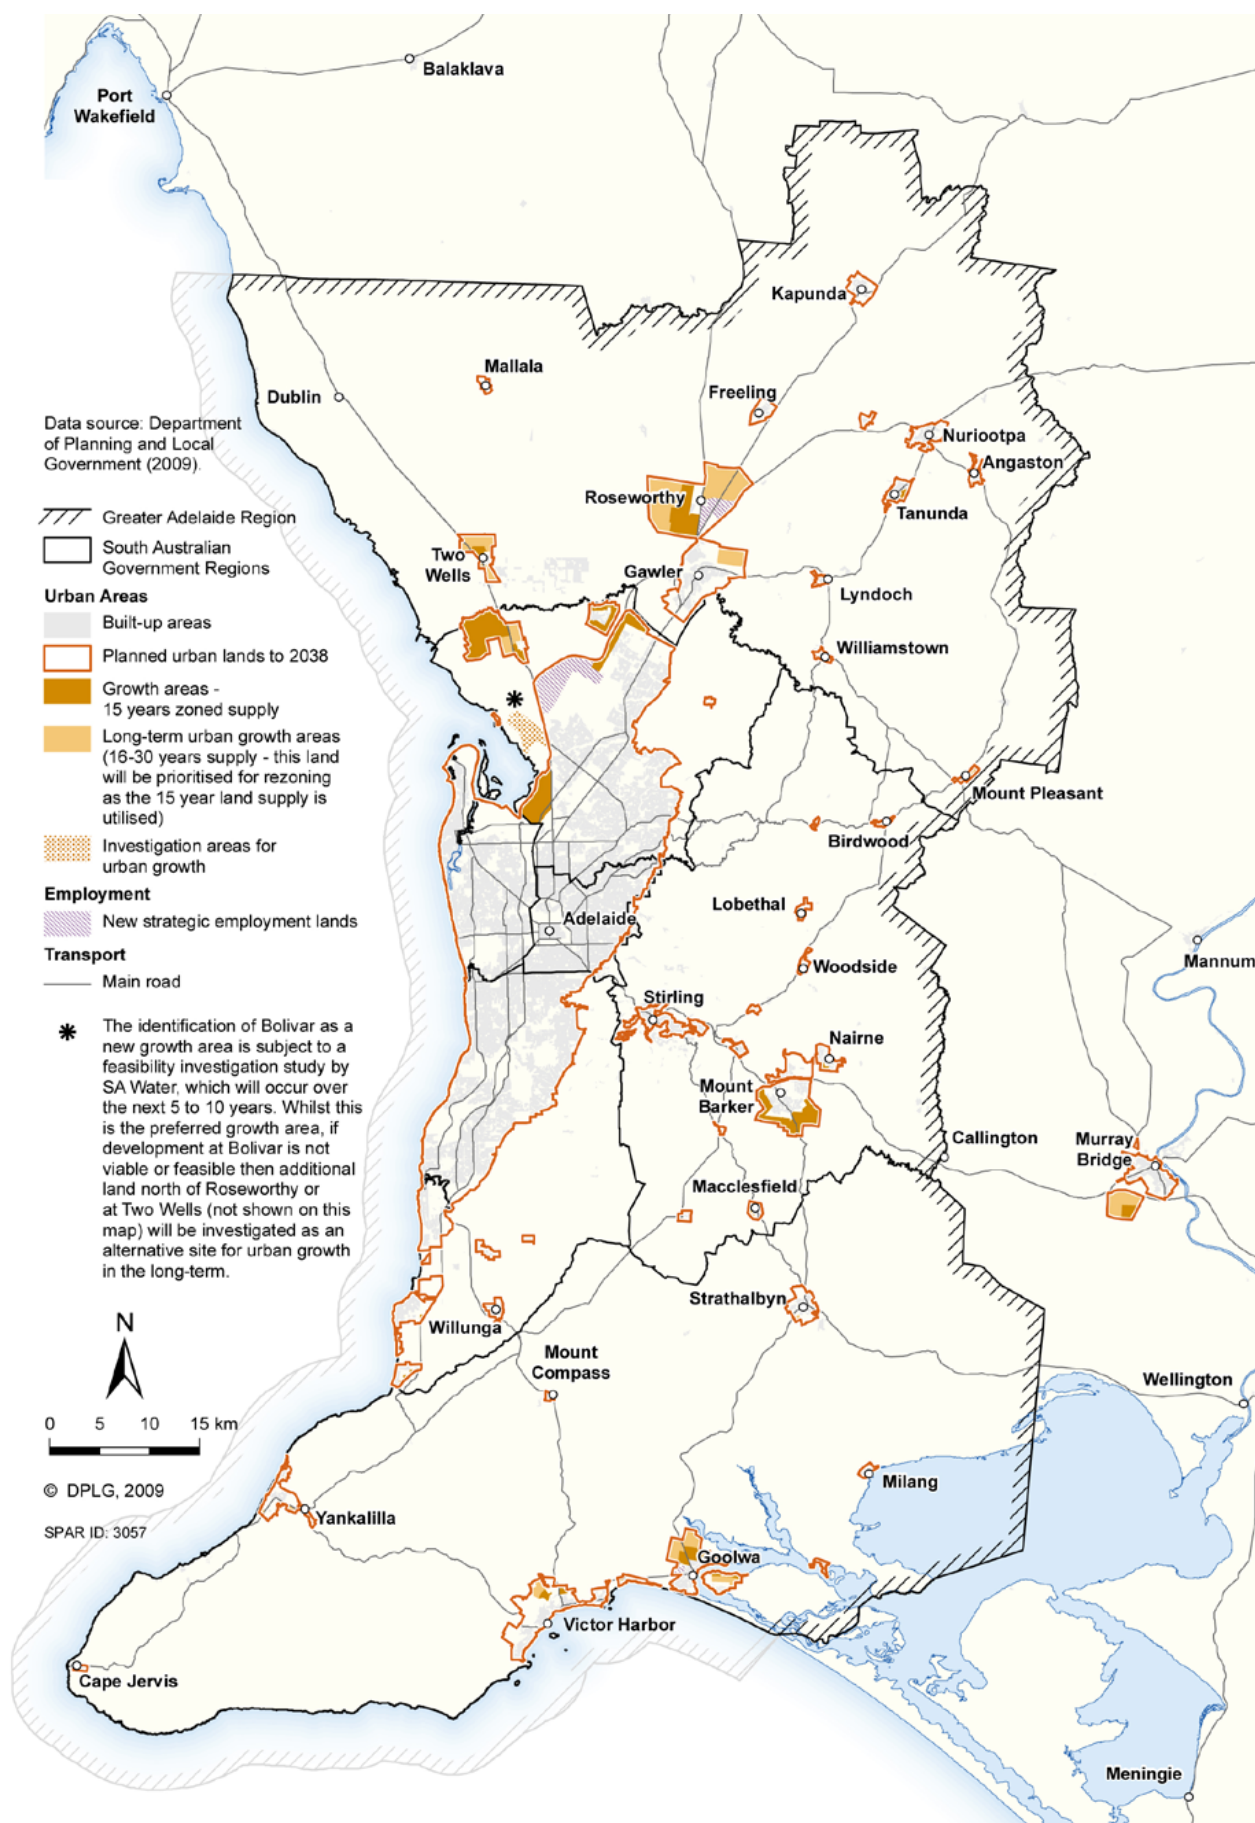 Balaklava
Port
Wakefield
Kapunda
Mallala
Dublin
Freeling
Data source: Department
of Planning and Local
Government (2009).
Nuriootpa
Angaston
Roseworthy
Tanunda
Greater Adelaide Region
South Australian
Government Regions
Two
Wells
Gawler
Lyndoch
Urban Areas
Built-up areas
Planned urban lands to 2038
Growth areas -
15 years zoned supply
Long-term urban growth areas
(16-30 years supply - this land
will be prioritised for rezoning
as the 15 year land supply is
utilised)
Investigation areas for
urban growth
Employment
New strategic employment lands
Transport
Main road
✱ The identification of Bolivar as a
new growth area is subject to a
feasibility investigation study by
SA Water, which will occur over
the next 5 to 10 years. Whilst this
is the preferred growth area, if
development at Bolivar is not
viable or feasible then additional
land north of Roseworthy or
at Two Wells (not shown on this
map) will be investigated as an
alternative site for urban growth
in the long-term.
Williamstown
✱
Mount Pleasant
Birdwood
Lobethal
Adelaide
Mannum
Woodside
Stirling
Nairne
Mount
Barker
Callington
Murray
Bridge
Macclesfield
Strathalbyn
Willunga
Mount
Compass
Wellington
N
0 5 10 15 km
© DPLG, 2009
SPAR ID: 3057
Milang
Yankalilla
Goolwa
Victor Harbor
Cape Jervis
Meningie